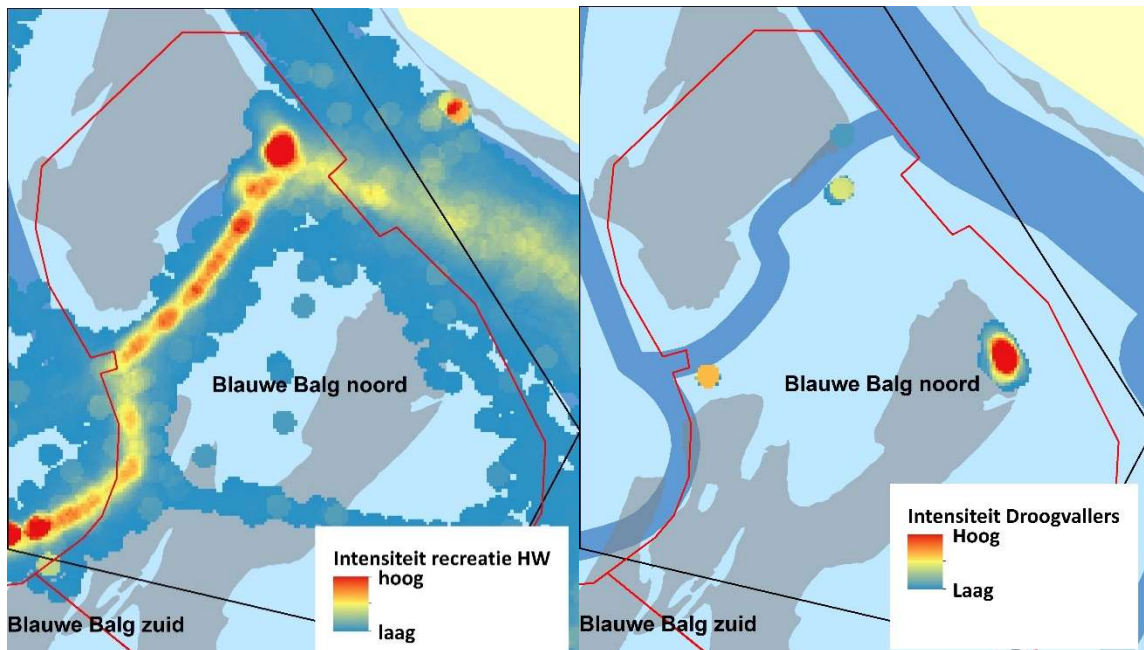 Blauwe Balg noord
Intensiteit recreatie HW
hoog
laag
Blauwe Balg zuid
Blauwe Balg noord
Intensiteit Droogvallers
Hoog
Laag
Blauwe Balg zuid